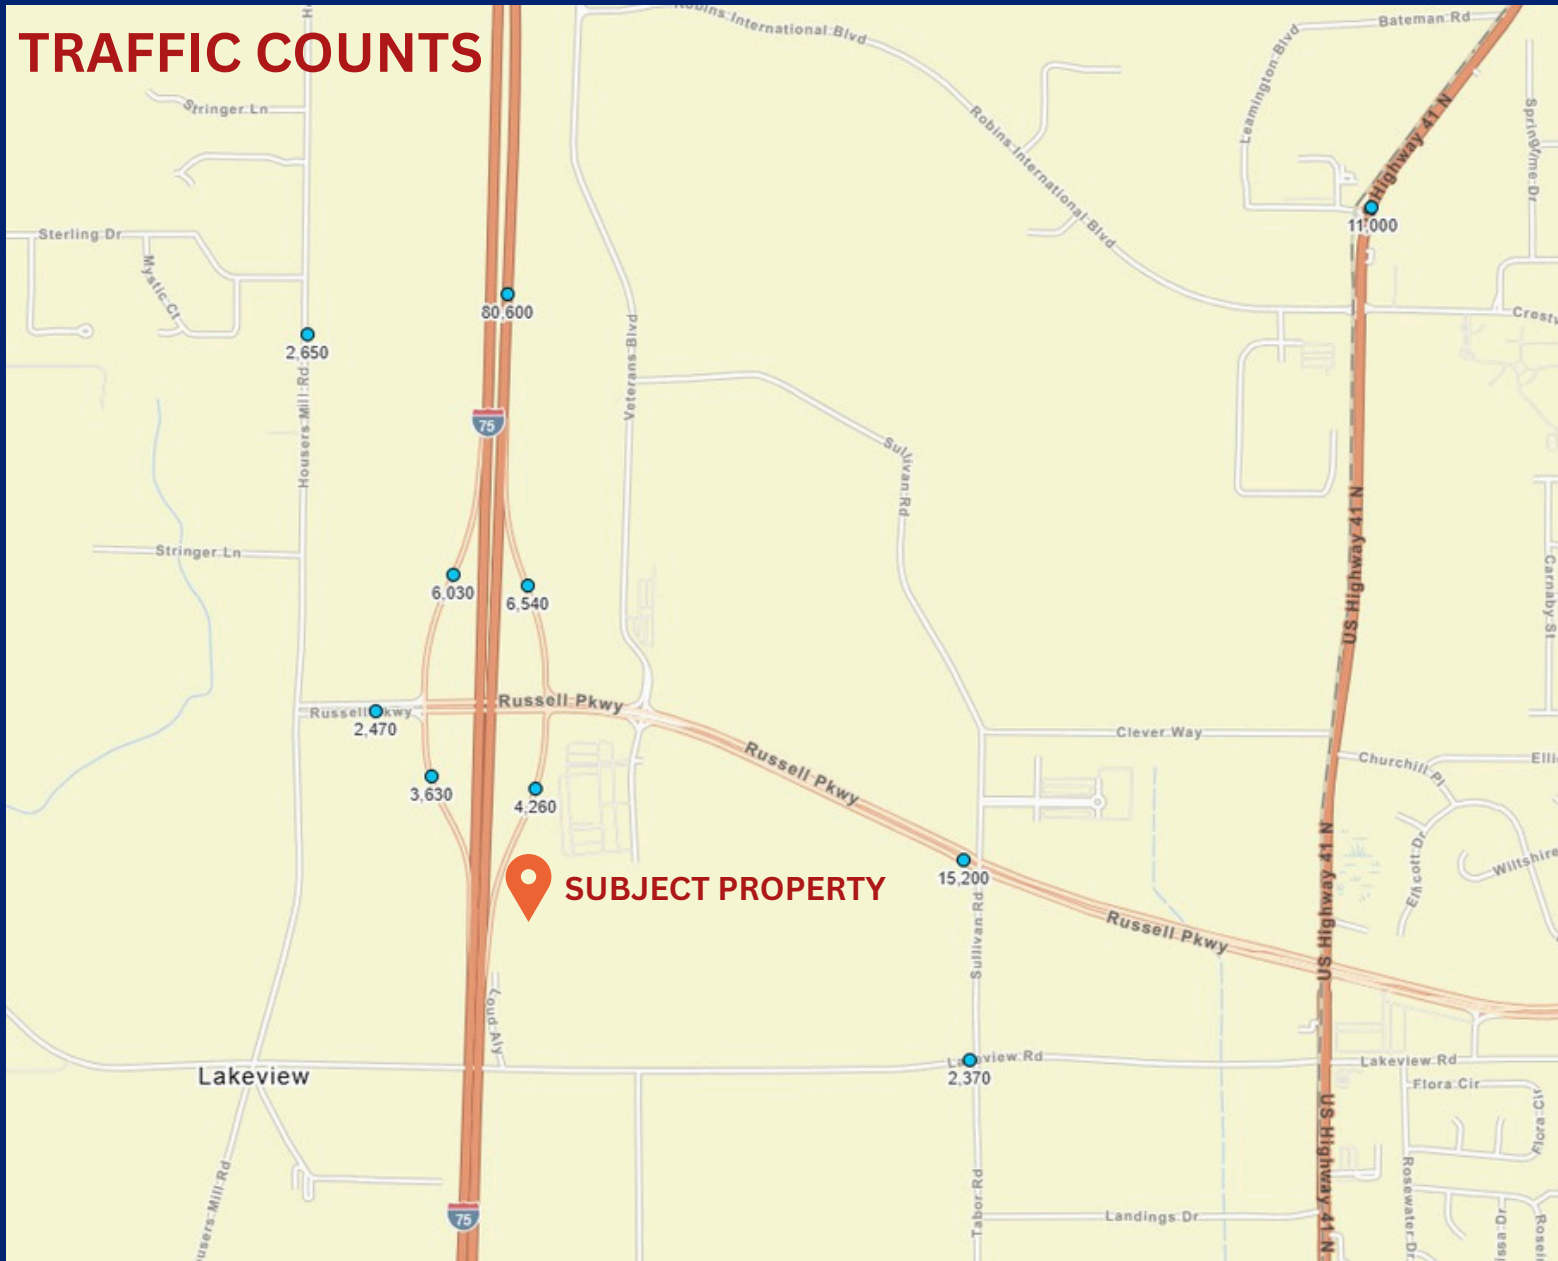 TRAFFIC COUNTS
Robins International Blvd
Bateman Rd
Leamington Blvd
Stringer Ln
Highway 41 N
Robins International Blvd
Springtime Dr
11,000
Sterling Dr
Mystic Ct
80,600
2,650
Veterans Blvd
Housers Mill Rd
75
Sullivan Rd
US Highway 41 N
Stringer Ln
6,030
6,540
Carnaby St
Russell Pkwy
Russell Pkwy
2,470
Russell Pkwy
Clever Way
Churchill Pl
3,630
4,260
US Highway 41 N
Ellicott Dr
Wiltshire
15,200
SUBJECT PROPERTY
Sullivan Rd
Russell Pkwy
Loud Aly
Lakeview Rd
2,370
Lakeview Rd
Lakeview
Flora Cir
Flora Cir
US Highway 41 N
Rosewater Dr
Tabor Rd
Landings Dr
75